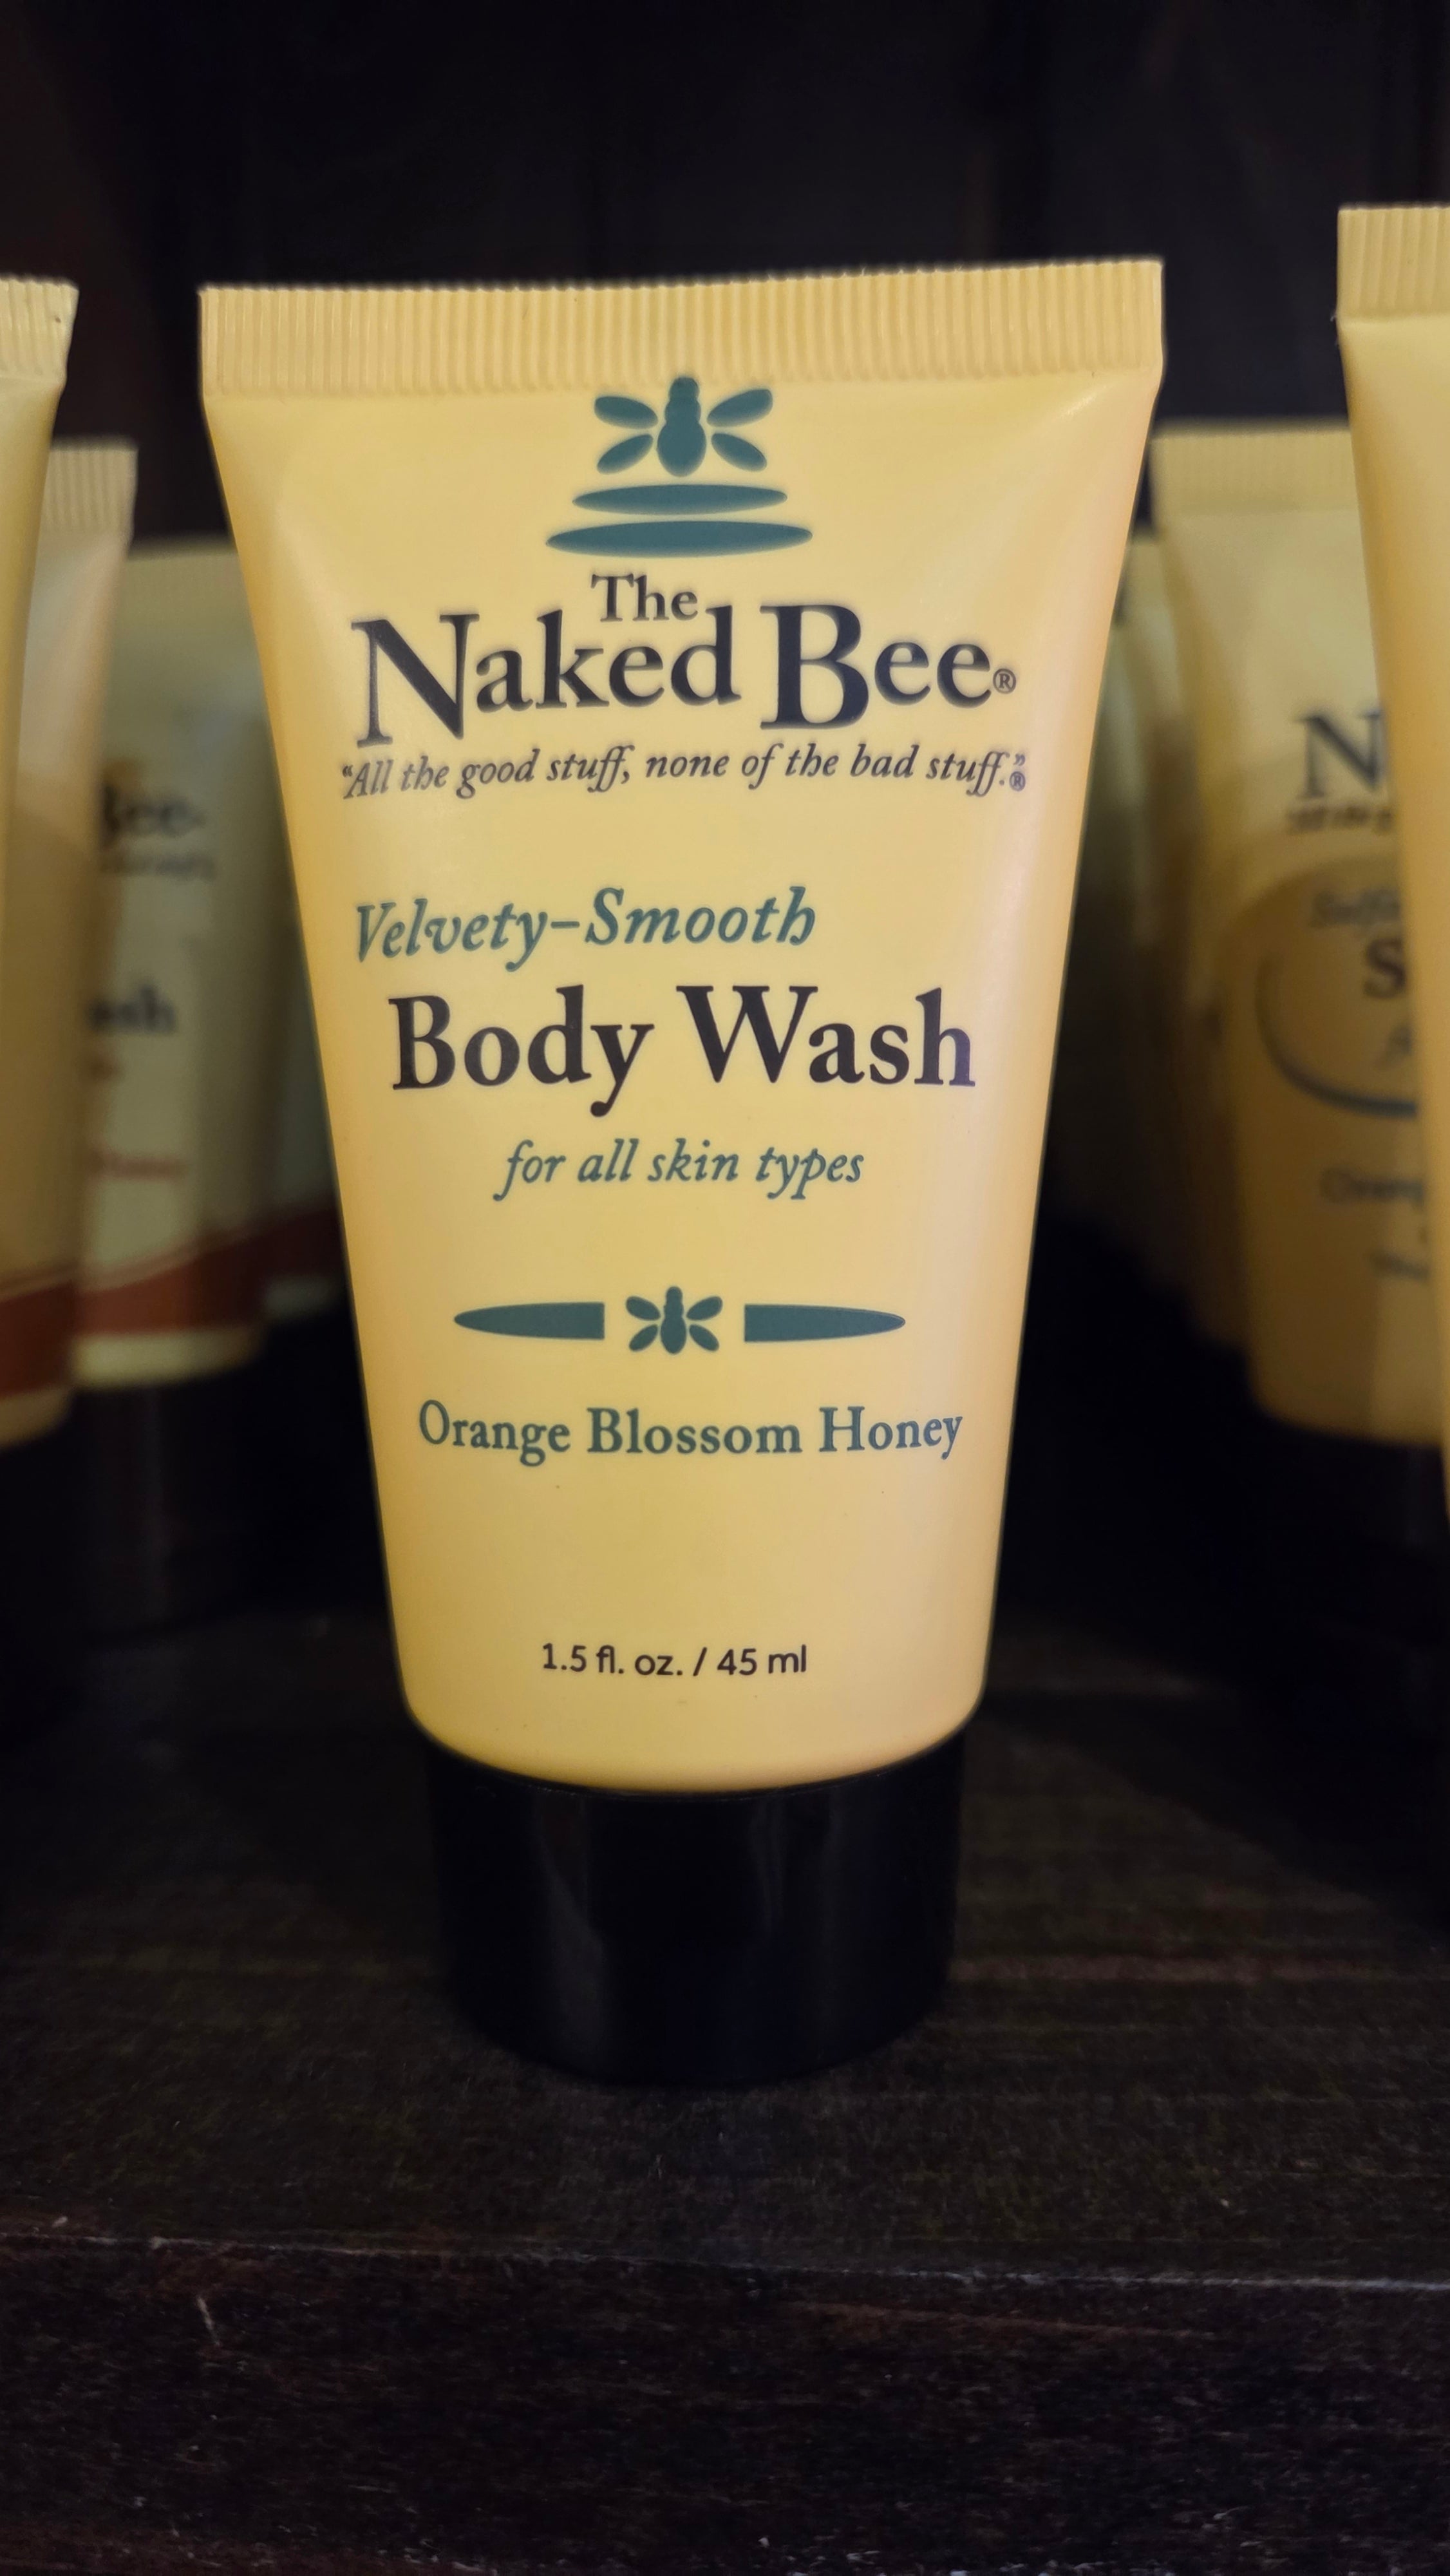 The
Naked Bee®
"All the good stuff, none of the bad stuff."®
Velvety-Smooth
Body Wash
for all skin types
Orange Blossom Honey
1.5 fl. oz. / 45 ml